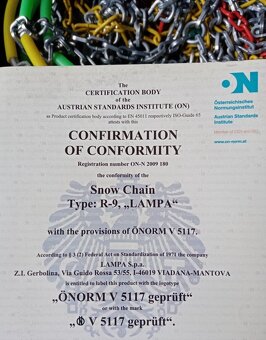 The
CERTIFICATION BODY
of the
AUSTRIAN STANDARDS INSTITUTE (ON)
as Product certification body according to EN 45011 respectively ISO-Guide 65
attests with this
CONFIRMATION
OF CONFORMITY
Registration number ON-N 2009 180
the conformity of the
Snow Chain
Type: R-9, „LAMPA“
with the provisions of ÖNORM V 5117.
According to § 3 (2) Federal Act on Standardization of 1971 the company
LAMPA S.p.a.
Z.I. Gerbolina, Via Guido Rossa 53/55, I-46019 VIADANA-MANTOVA
is entitled to label this product with the logotype
„ÖNORM V 5117 geprüft“
or with the mark
„ V 5117 geprüft“.
ON
Österreichisches
Normungsinstitut
Austrian Standards
Institute
www.on-norm.at